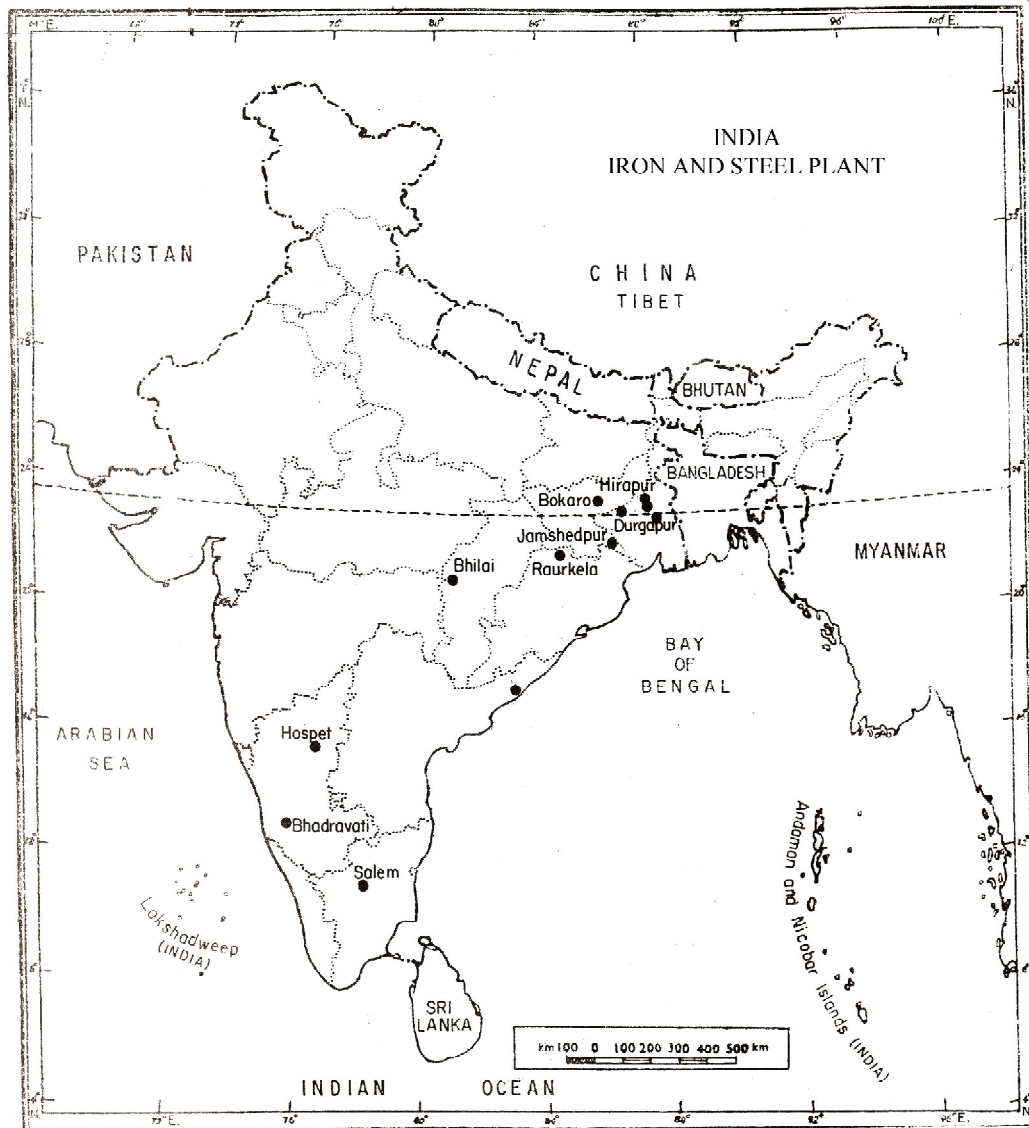 INDIA
IRON AND STEEL PLANT
PAKISTAN
CHINA
TIBET
NEPAL
BHUTAN
BANGLADESH
Hirapur
Bokaro
Durgapur
Jamshedpur
Raurkela
Bhilai
MYANMAR
BAY
OF
BENGAL
ARABIAN
SEA
Hospet
Bhadravati
Salem
Lakshadweep
(INDIA)
Andaman and Nicobar Islands (INDIA)
SRI
LANKA
km 100 0 100 200 300 400 500 km
INDIAN OCEAN